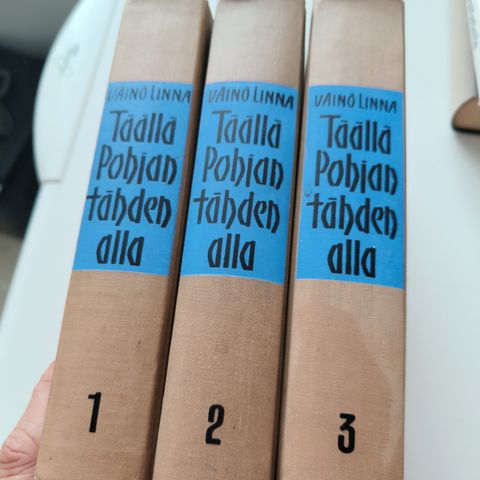 VÄINÖ LINNA
Täällä
Pohjan
tähden
alla
1
VÄINÖ LINNA
Täällä
Pohjan
tähden
alla
2
VÄINÖ LINNA
Täällä
Pohjan
tähden
alla
3